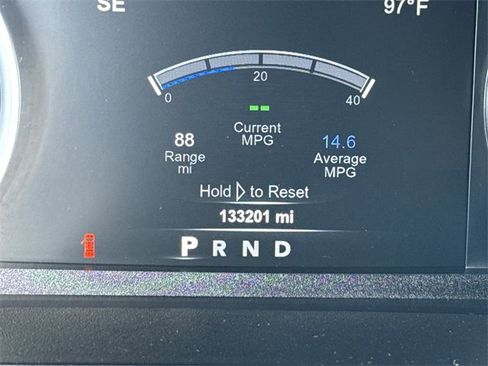 SE 97°F
0 20 40
-- Current MPG
88 Range mi
14.6 Average MPG
Hold ▷ to Reset
133201 mi
P R N D